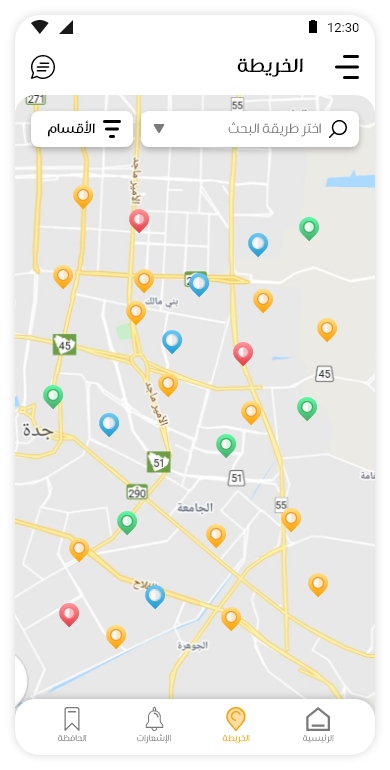 12:30
الخريطة
271
55
اختر طريقة البحث
الأقسام
الأمير ماجد
بني مالك
45
45
الأمير ماجد
جدة
51
51
290
55
الجامعة
الجوهرة
الرئيسية
الخريطة
الإشعارات
الحافظة